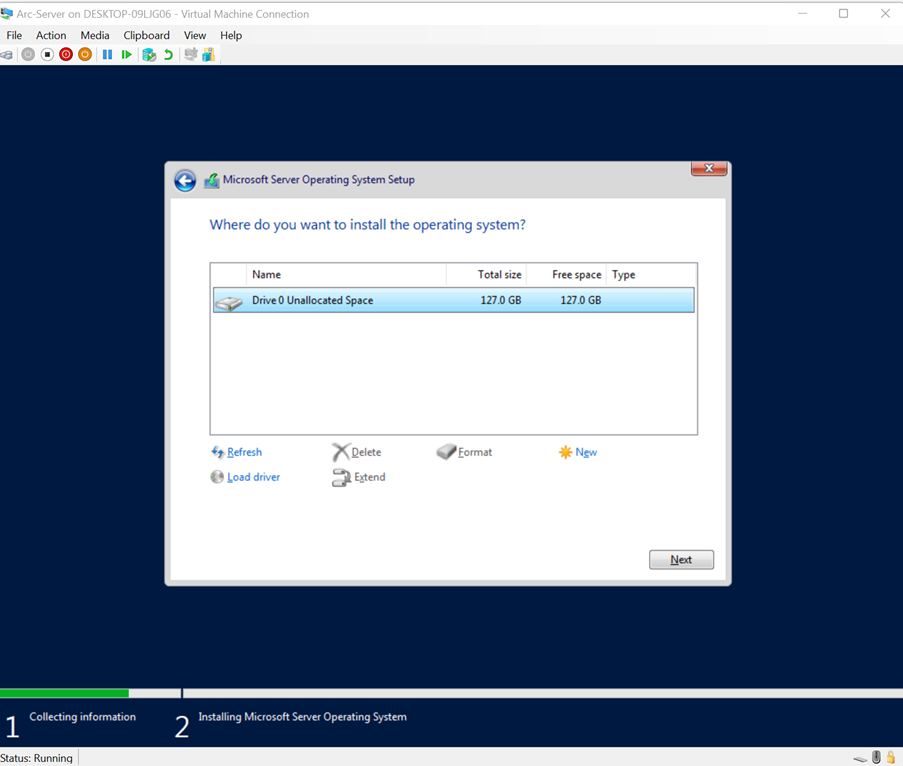 Arc-Server on DESKTOP-09LJG06 - Virtual Machine Connection
File Action Media Clipboard View Help
Microsoft Server Operating System Setup
Where do you want to install the operating system?
Name Total size Free space Type
Drive 0 Unallocated Space 127.0 GB 127.0 GB
Refresh Delete Format New
Load driver Extend
Next
1 Collecting information 2 Installing Microsoft Server Operating System
Status: Running